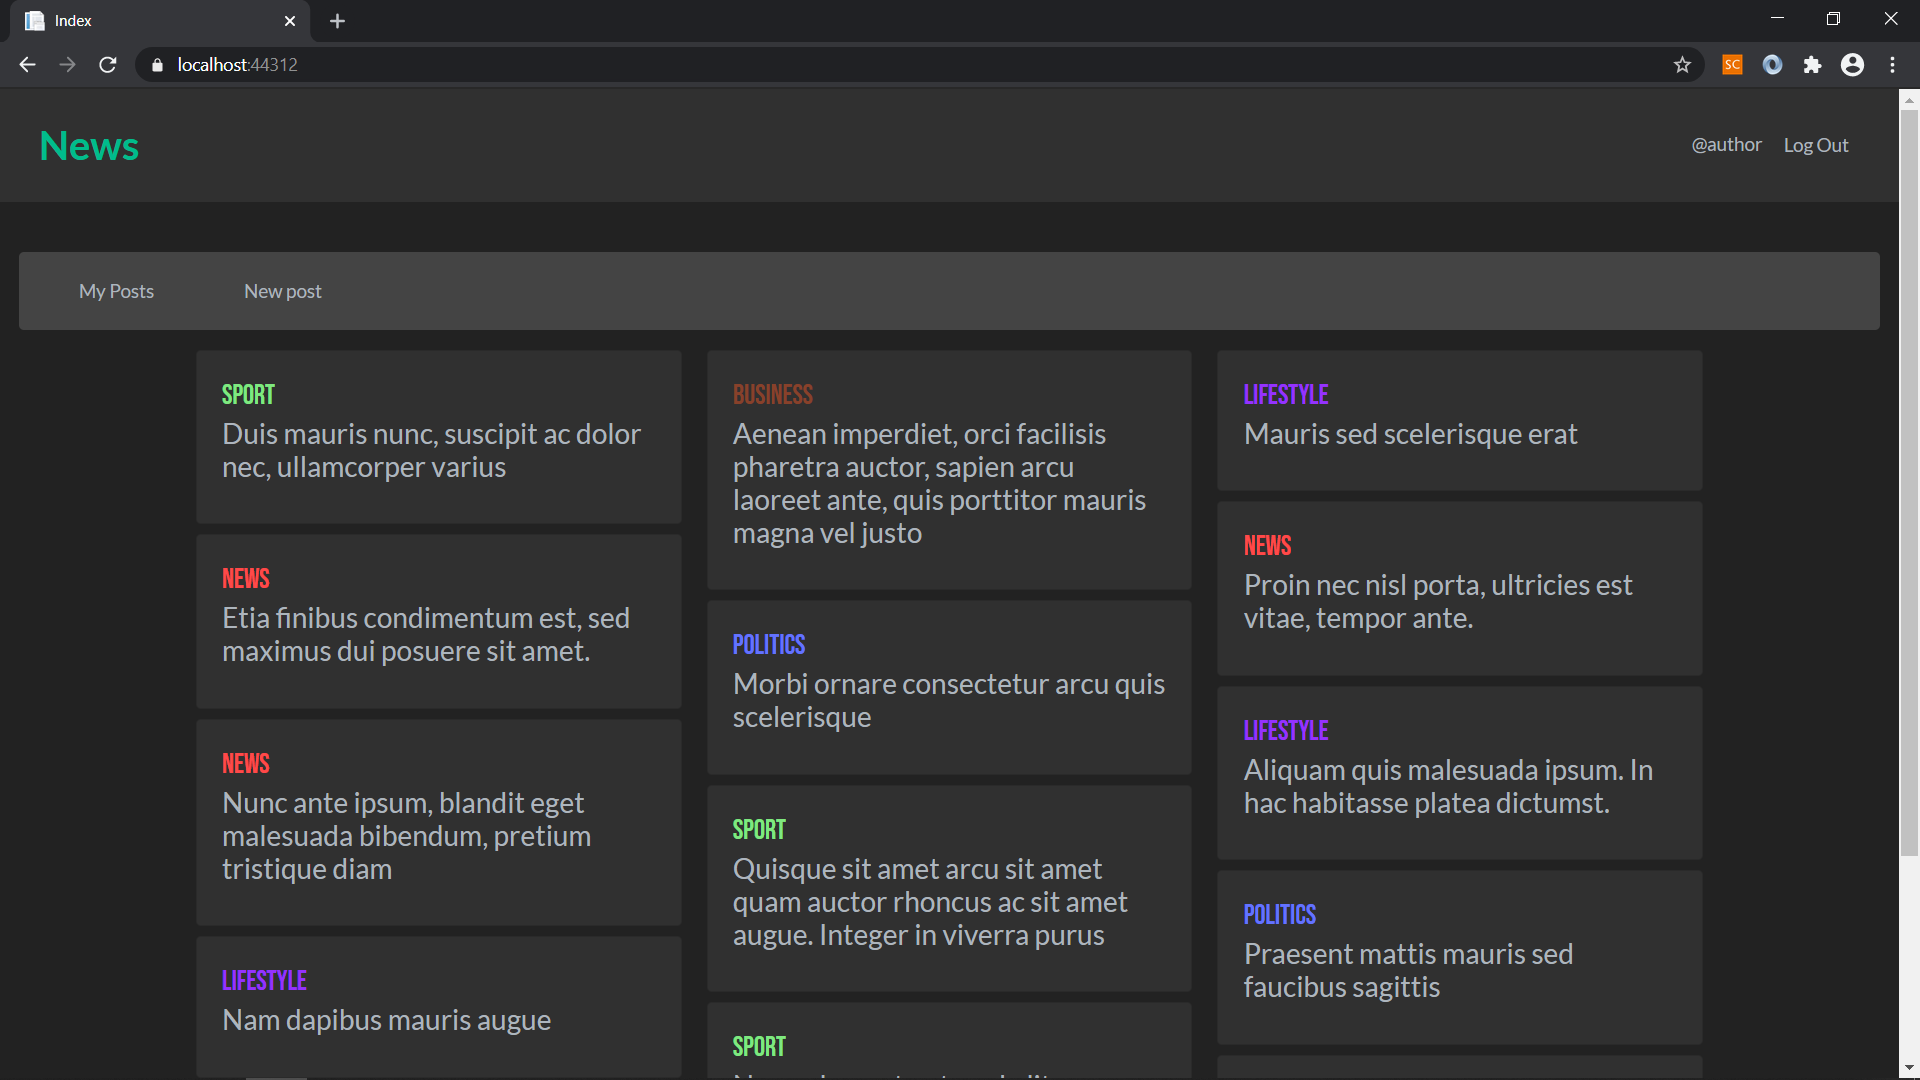 Index
localhost:44312
SC
News
@author
Log Out
My Posts
New post
SPORT
Duis mauris nunc, suscipit ac dolor
nec, ullamcorper varius
NEWS
Etia finibus condimentum est, sed
maximus dui posuere sit amet.
NEWS
Nunc ante ipsum, blandit eget
malesuada bibendum, pretium
tristique diam
LIFESTYLE
Nam dapibus mauris augue
BUSINESS
Aenean imperdiet, orci facilisis
pharetra auctor, sapien arcu
laoreet ante, quis porttitor mauris
magna vel justo
POLITICS
Morbi ornare consectetur arcu quis
scelerisque
SPORT
Quisque sit amet arcu sit amet
quam auctor rhoncus ac sit amet
augue. Integer in viverra purus
SPORT
LIFESTYLE
Mauris sed scelerisque erat
NEWS
Proin nec nisl porta, ultricies est
vitae, tempor ante.
LIFESTYLE
Aliquam quis malesuada ipsum. In
hac habitasse platea dictumst.
POLITICS
Praesent mattis mauris sed
faucibus sagittis